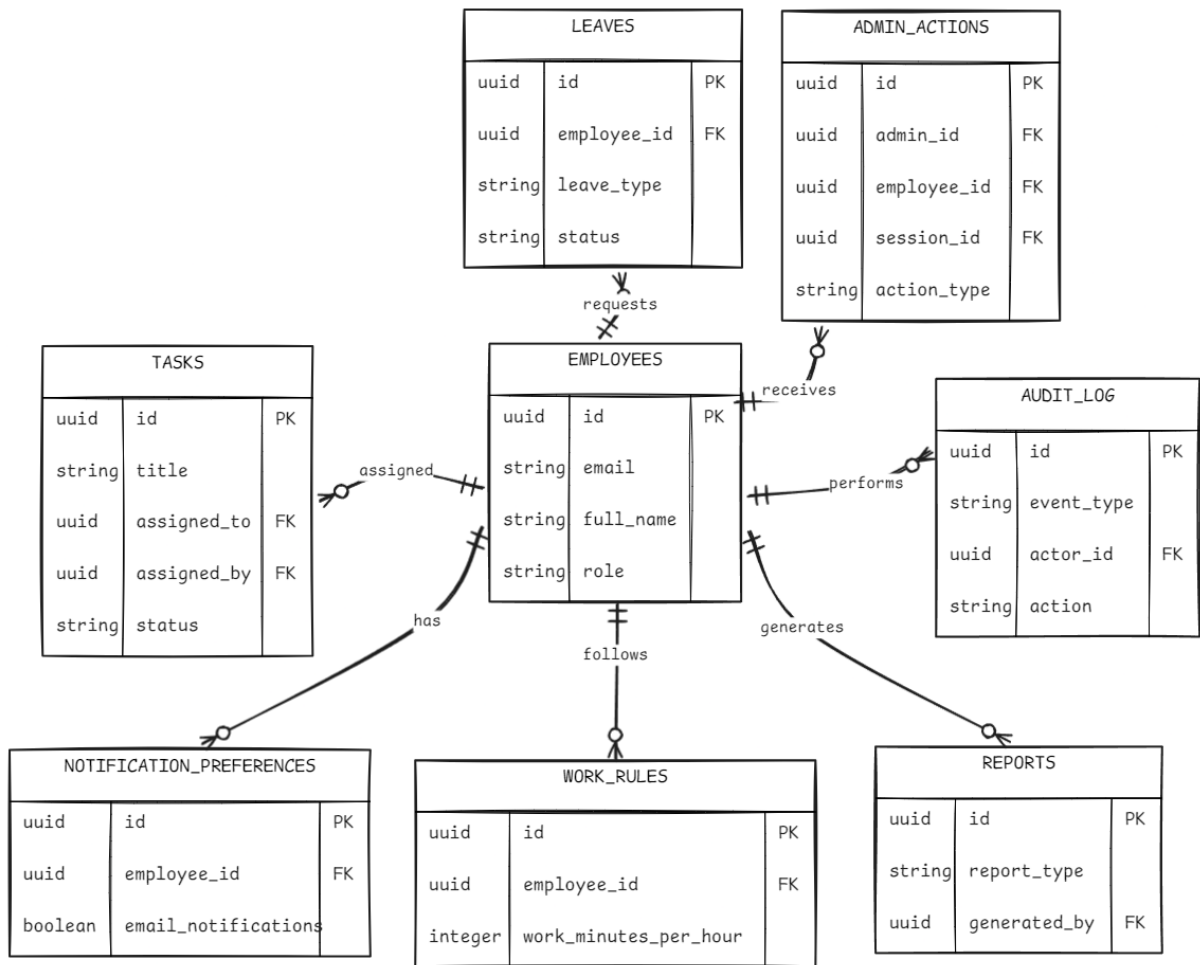 LEAVES
uuid id PK
uuid employee_id FK
string leave_type
string status
ADMIN_ACTIONS
uuid id PK
uuid admin_id FK
uuid employee_id FK
uuid session_id FK
string action_type
requests
receives
TASKS
uuid id PK
string title
uuid assigned_to FK
uuid assigned_by FK
string status
assigned
EMPLOYEES
uuid id PK
string email
string full_name
string role
performs
AUDIT_LOG
uuid id PK
string event_type
uuid actor_id FK
string action
has
follows
generates
NOTIFICATION_PREFERENCES
uuid id PK
uuid employee_id FK
boolean email_notifications
WORK_RULES
uuid id PK
uuid employee_id FK
integer work_minutes_per_hour
REPORTS
uuid id PK
string report_type
uuid generated_by FK